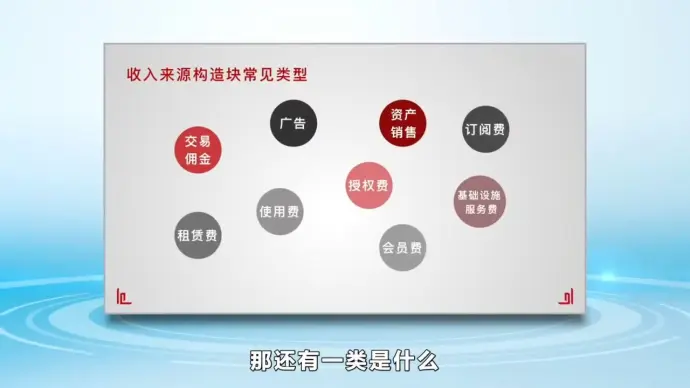 收入来源构造块常见类型
广告
资产
销售
订阅费
交易
佣金
授权费
基础设施
服务费
使用费
租赁费
会员费
那还有一类是什么